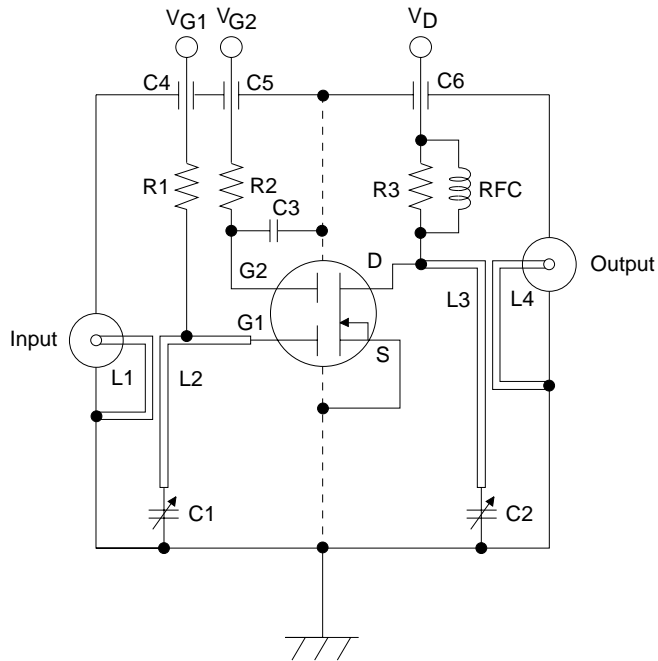 VG1
VG2
VD
C4
C5
C6
R1
R2
R3
RFC
C3
G2
D
Output
L3
L4
Input
G1
S
L1
L2
C1
C2